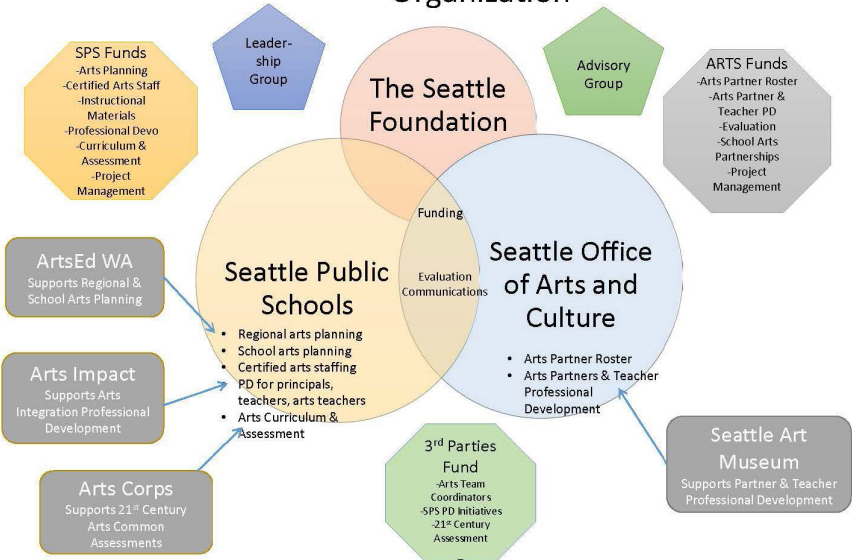 Organization
SPS Funds
-Arts Planning
-Certified Arts Staff
-Instructional
Materials
-Professional Devo
-Curriculum &
Assessment
-Project
Management
Leader-
ship
Group
The Seattle
Foundation
Advisory
Group
ARTS Funds
-Arts Partner Roster
-Arts Partner &
Teacher PD
-Evaluation
-School Arts
Partnerships
-Project
Management
Funding
Evaluation
Communications
ArtsEd WA
Supports Regional &
School Arts Planning
Arts Impact
Supports Arts
Integration Professional
Development
Arts Corps
Supports 21st Century
Arts Common
Assessments
Seattle Public
Schools
• Regional arts planning
• School arts planning
• Certified arts staffing
• PD for principals,
teachers, arts teachers
• Arts Curriculum &
Assessment
Seattle Office
of Arts and
Culture
• Arts Partner Roster
• Arts Partners & Teacher
Professional
Development
3rd Parties
Fund
-Arts Team
Coordinators
-SPS PD Initiatives
-21st Century
Assessment
Seattle Art
Museum
Supports Partner & Teacher
Professional Development